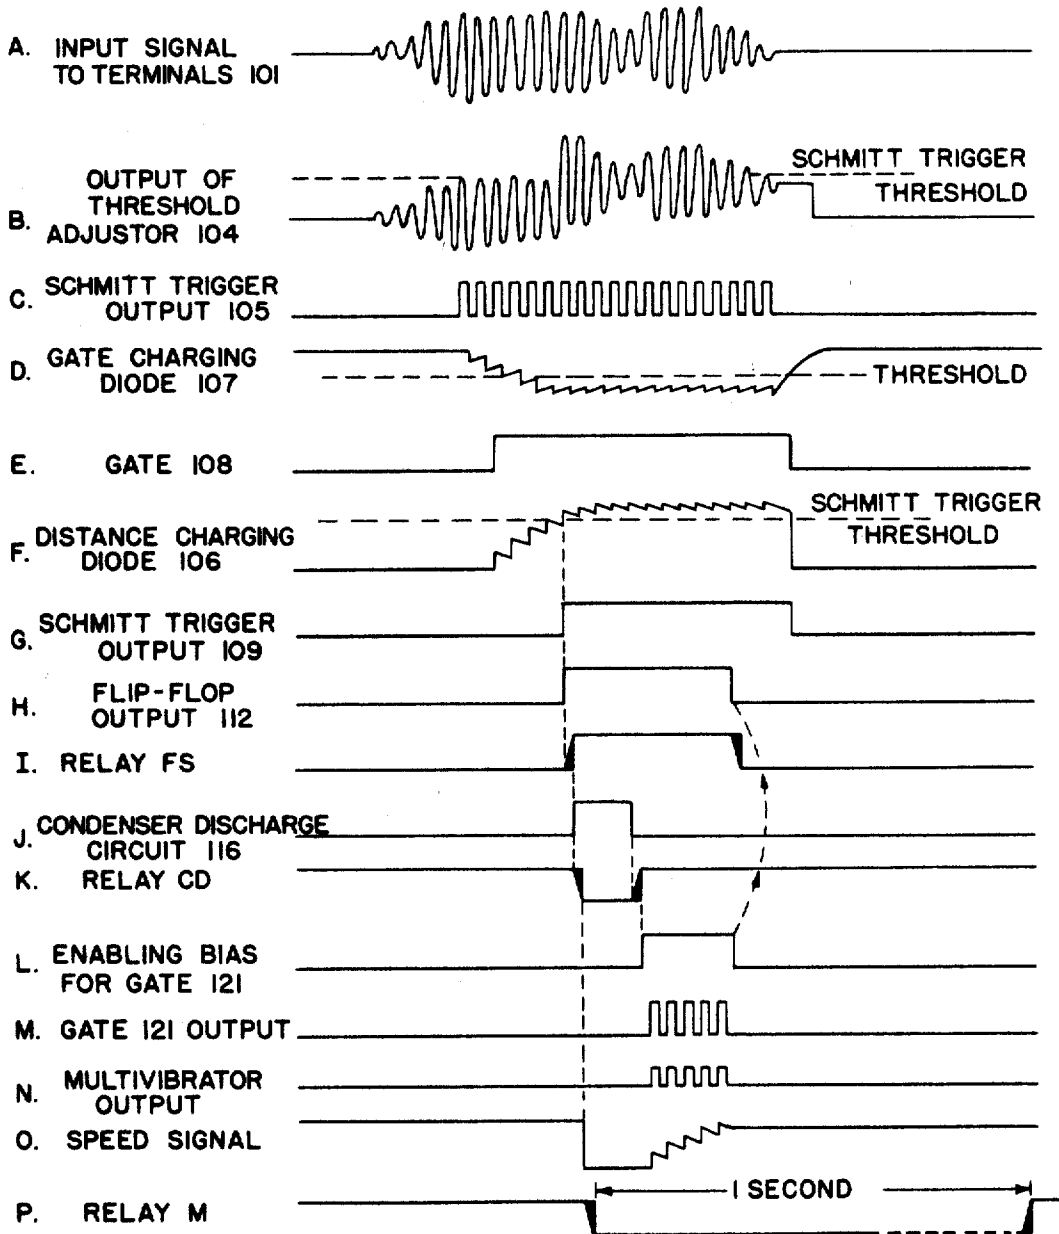 A. INPUT SIGNAL
TO TERMINALS 101
SCHMITT TRIGGER
THRESHOLD
OUTPUT OF
THRESHOLD
B. ADJUSTOR 104
C. SCHMITT TRIGGER
OUTPUT 105
D. GATE CHARGING
DIODE 107
THRESHOLD
E. GATE 108
SCHMITT TRIGGER
THRESHOLD
F. DISTANCE CHARGING
DIODE 106
G. SCHMITT TRIGGER
OUTPUT 109
H. FLIP-FLOP
OUTPUT 112
I. RELAY FS
J. CONDENSER DISCHARGE
CIRCUIT 116
K. RELAY CD
L. ENABLING BIAS
FOR GATE 121
M. GATE 121 OUTPUT
N. MULTIVIBRATOR
OUTPUT
O. SPEED SIGNAL
1 SECOND
P. RELAY M